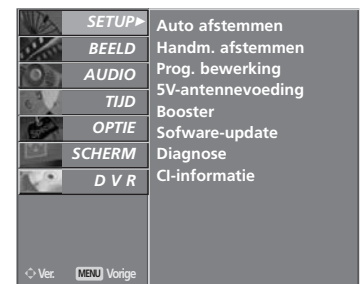 SETUP
BEELD
AUDIO
TIJD
OPTIE
SCHERM
D V R
Auto afstemmen
Handm. afstemmen
Prog. bewerking
5V-antennevoeding
Booster
Sofware-update
Diagnose
CI-informatie
Ver. MENU Vorige